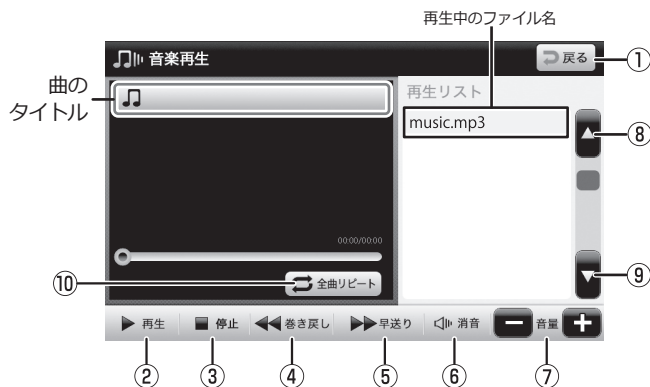 再生中のファイル名
音楽再生
戻る
①
曲の
タイトル
再生リスト
music.mp3
⑧
00:00/00:00
⑩
全曲リピート
⑨
再生
停止
巻き戻し
早送り
消音
音量
②
③
④
⑤
⑥
⑦